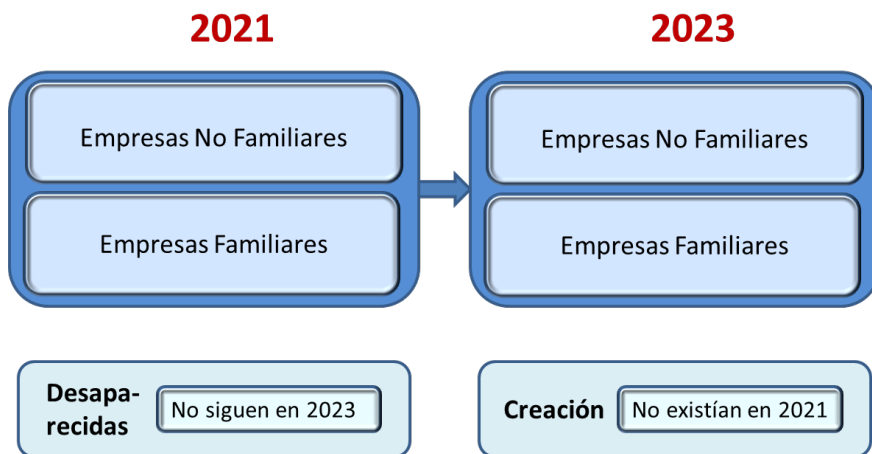 2021
2023
Empresas No Familiares
Empresas No Familiares
Empresas Familiares
Empresas Familiares
Desapa-
recidas
No siguen en 2023
Creación
No existían en 2021